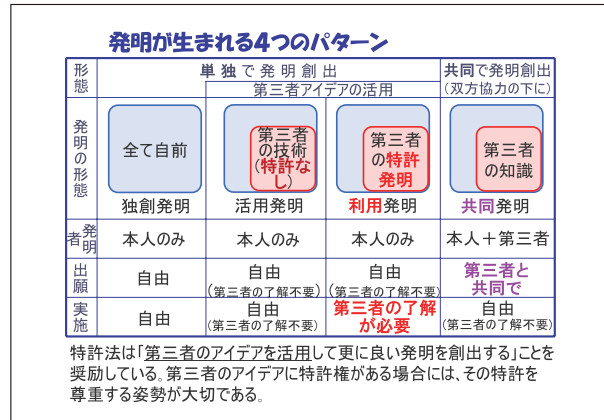 発明が生まれる4つのパターン
形態
単独で発明創出
共同で発明創出
(双方協力の下に)
第三者アイデアの活用
発明の形態
全て自前
第三者
の技術
(特許な
し)
第三者
の特許
発明
第三者
の知識
独創発明
活用発明
利用発明
共同発明
発明者
本人のみ
本人のみ
本人のみ
本人+第三者
出願
自由
自由
(第三者の了解不要)
自由
(第三者の了解不要)
第三者と
共同で
実施
自由
自由
(第三者の了解不要)
第三者の了解
が必要
自由
(第三者の了解不要)
特許法は「第三者のアイデアを活用して更に良い発明を創出する」ことを
奨励している。第三者のアイデアに特許権がある場合には、その特許を
尊重する姿勢が大切である。